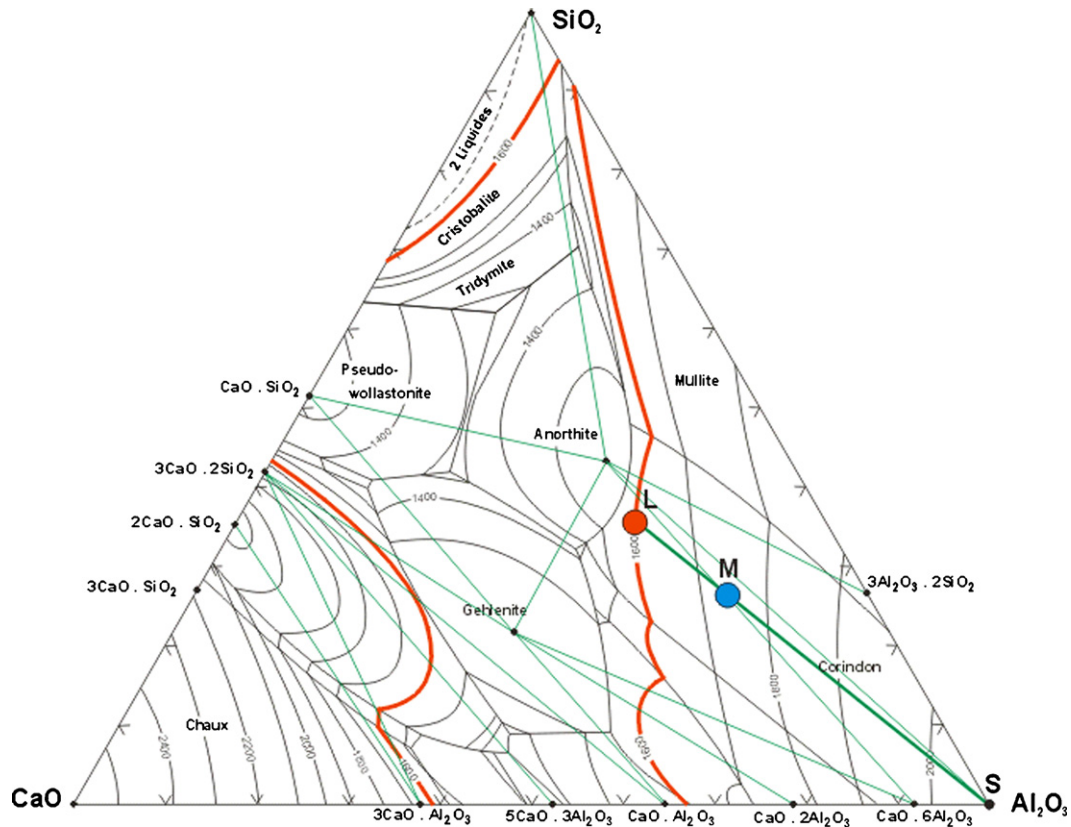 SiO₂
2 Liquides
1600
Cristobalite
1400
Tridymite
1400
Mullite
Pseudo-
wollastonite
CaO . SiO₂
1400
Anorthite
3CaO . 2SiO₂
1400
L
2CaO . SiO₂
1600
M
3CaO . SiO₂
3Al₂O₃ . 2SiO₂
Gehlenite
Corindon
1800
Chaux
2400
2200
2000
1800
1600
1600
2000
S
CaO
Al₂O₃
3CaO . Al₂O₃
5CaO . 3Al₂O₃
CaO . Al₂O₃
CaO . 2Al₂O₃
CaO . 6Al₂O₃